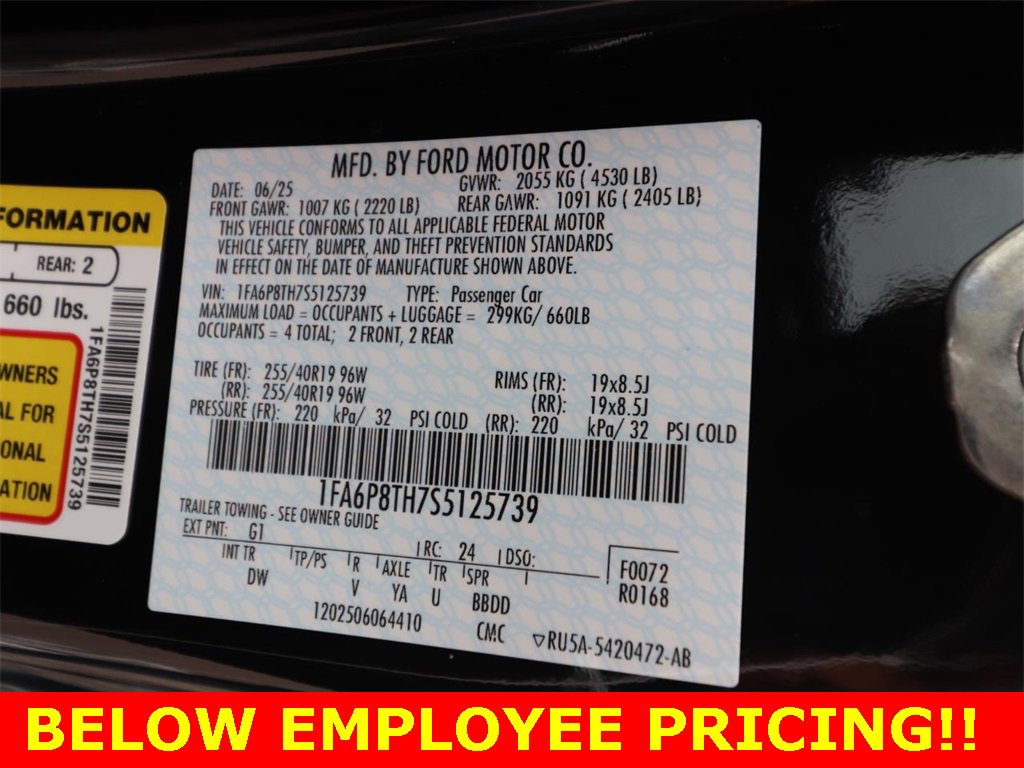 FORMATION
REAR: 2
660 lbs.
1FA6P8TH7S5125739
WNERS
AL FOR
ONAL
ATION
MFD. BY FORD MOTOR CO.
DATE: 06/25 GVWR: 2055 KG ( 4530 LB)
FRONT GAWR: 1007 KG ( 2220 LB) REAR GAWR: 1091 KG ( 2405 LB)
THIS VEHICLE CONFORMS TO ALL APPLICABLE FEDERAL MOTOR
VEHICLE SAFETY, BUMPER, AND THEFT PREVENTION STANDARDS
IN EFFECT ON THE DATE OF MANUFACTURE SHOWN ABOVE.
VIN: 1FA6P8TH7S5125739 TYPE: Passenger Car
MAXIMUM LOAD = OCCUPANTS + LUGGAGE = 299KG/ 660LB
OCCUPANTS = 4 TOTAL; 2 FRONT, 2 REAR
TIRE (FR): 255/40R19 96W RIMS (FR): 19x8.5J
(RR): 255/40R19 96W (RR): 19x8.5J
PRESSURE (FR): 220 kPa/ 32 PSI COLD (RR): 220 kPa/ 32 PSI COLD
1FA6P8TH7S5125739
TRAILER TOWING - SEE OWNER GUIDE
EXT PNT: G1 RC: 24 DSO:
INT TR TP/PS R AXLE TR SPR F0072
DW V YA U BBDD R0168
1202506064410 CMC ▽RU5A-5420472-AB
BELOW EMPLOYEE PRICING!!